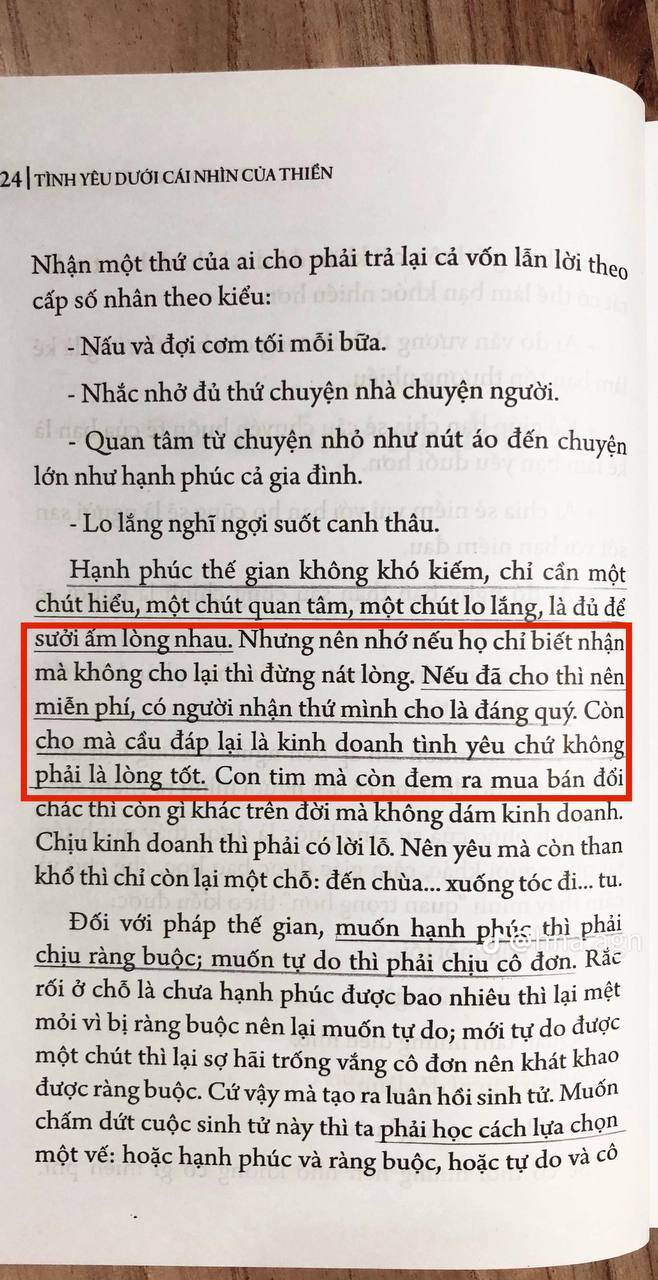 24| TÌNH YÊU DƯỚI CÁI NHÌN CỦA THIỀN
Nhận một thứ của ai cho phải trả lại cả vốn lẫn lời theo
cấp số nhân theo kiểu:
- Nấu và đợi cơm tối mỗi bữa.
- Nhắc nhở đủ thứ chuyện nhà chuyện người.
- Quan tâm từ chuyện nhỏ như nút áo đến chuyện
lớn như hạnh phúc cả gia đình.
- Lo lắng nghĩ ngợi suốt canh thâu.
Hạnh phúc thế gian không khó kiếm, chỉ cần một
chút hiểu, một chút quan tâm, một chút lo lắng, là đủ để
sưởi ấm lòng nhau. Nhưng nên nhớ nếu họ chỉ biết nhận
mà không cho lại thì đừng nát lòng. Nếu đã cho thì nên
miễn phí, có người nhận thứ mình cho là đáng quý. Còn
cho mà cầu đáp lại là kinh doanh tình yêu chứ không
phải là lòng tốt. Con tim mà còn đem ra mua bán đổi
chác thì còn gì khác trên đời mà không dám kinh doanh.
Chịu kinh doanh thì phải có lời lỗ. Nên yêu mà còn than
khổ thì chỉ còn lại một chỗ: đến chùa... xuống tóc đi... tu.
Đối với pháp thế gian, muốn hạnh phúc thì phải
chịu ràng buộc; muốn tự do thì phải chịu cô đơn. Rắc
rối ở chỗ là chưa hạnh phúc được bao nhiêu thì lại mệt
mỏi vì bị ràng buộc nên lại muốn tự do; mới tự do được
một chút thì lại sợ hãi trống vắng cô đơn nên khát khao
được ràng buộc. Cứ vậy mà tạo ra luân hồi sinh tử. Muốn
chấm dứt cuộc sinh tử này thì ta phải học cách lựa chọn
một vế: hoặc hạnh phúc và ràng buộc, hoặc tự do và cô